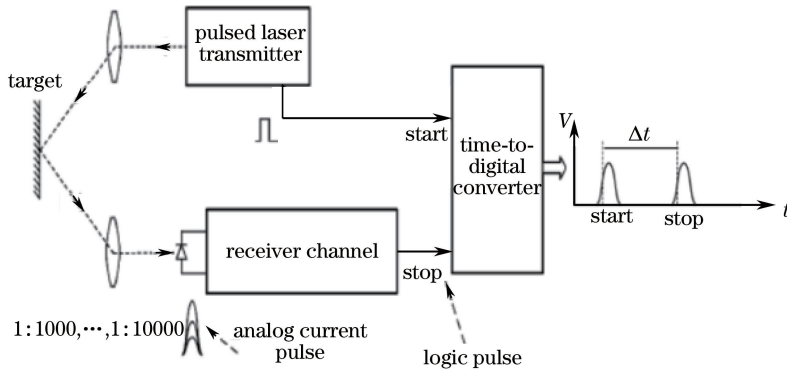 pulsed laser
transmitter
target
start
time-to-
digital
converter
V
Δt
start
stop
t
receiver channel
stop
1:1000,···,1:10000
analog current
pulse
logic pulse